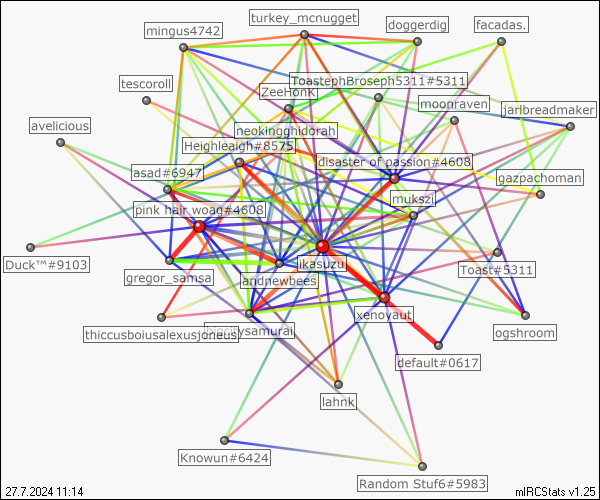 turkey_mcnugget
mingus4742
doggerdig
facadas.
tescoroll
ToastephBroseph5311#5311
ZeeHonk
moonraven
jarlbreadmaker
avelicious
neokingghidorah
Heighleaigh#8575
disaster of passion#4608
asad#6947
gazpachoman
mukszi
pink hair woag#4608
Duck™#9103
ikasuzu
Toast#5311
gregor_samsa
andnewbees
xenoyaut
ogshroom
thiccusboiusalexusjoneus
default#0617
lahnk
Knowun#6424
Random Stuf6#5983
27.7.2024 11:14
mIRCStats v1.25